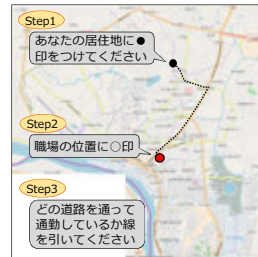 Step1
あなたの居住地に●
印をつけてください
Step2
職場の位置に○印
Step3
どの道路を通って
通勤しているか線
を引いてください